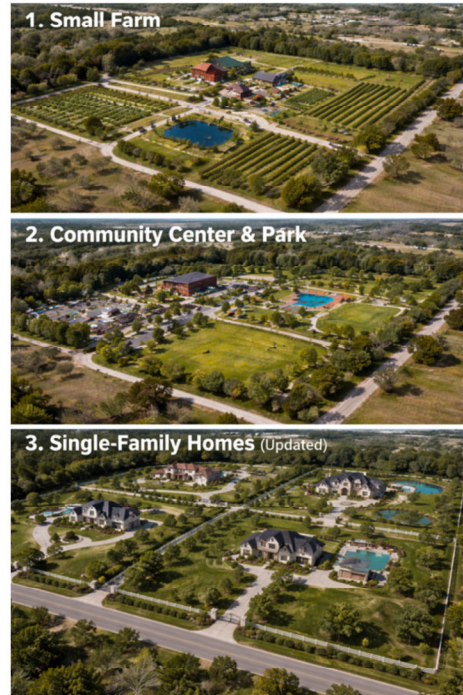 1. Small Farm
2. Community Center & Park
3. Single-Family Homes (Updated)